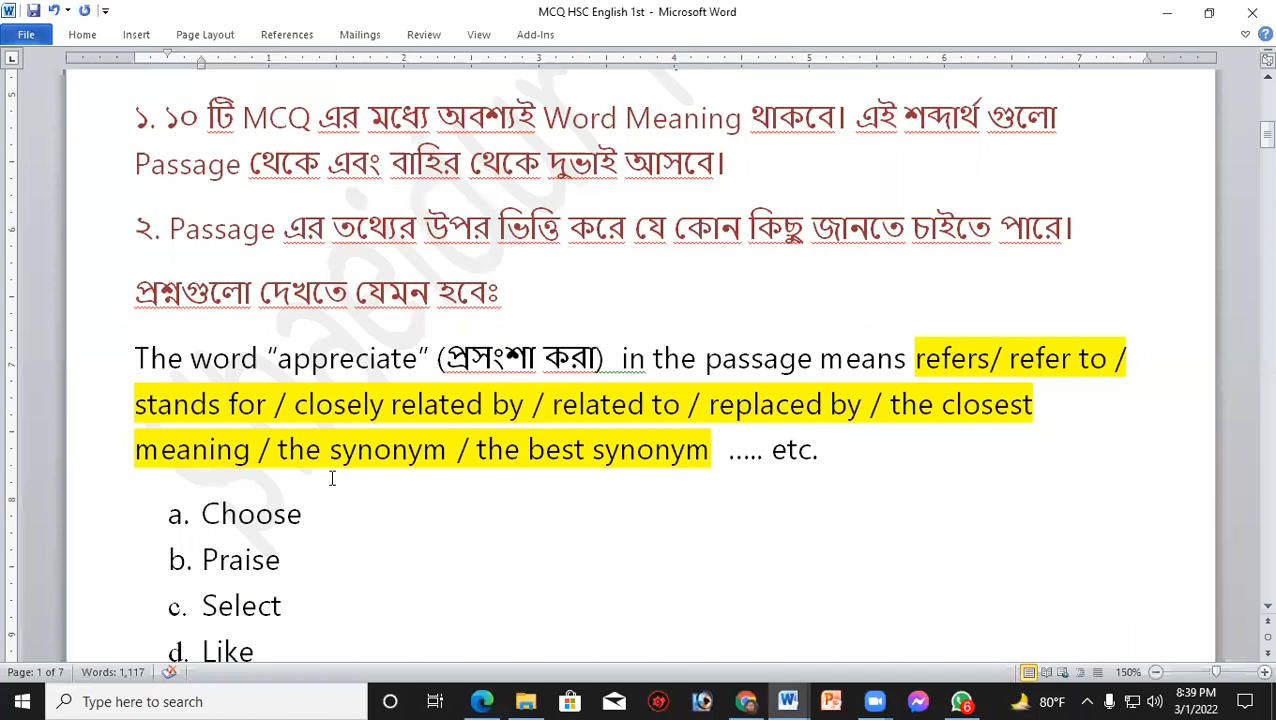 MCQ HSC English 1st - Microsoft Word
File Home Insert Page Layout References Mailings Review View Add-Ins
১. ১০ টি MCQ এর মধ্যে অবশ্যই Word Meaning থাকবে। এই শব্দার্থ গুলো
Passage থেকে এবং বাহির থেকে দুভাই আসবে।
২. Passage এর তথ্যের উপর ভিত্তি করে যে কোন কিছু জানতে চাইতে পারে।
প্রশ্নগুলো দেখতে যেমন হবেঃ
The word “appreciate” (প্রসংশা করা) in the passage means refers/ refer to /
stands for / closely related by / related to / replaced by / the closest
meaning / the synonym / the best synonym ….. etc.
a. Choose
b. Praise
c. Select
d. Like
Page: 1 of 7 Words: 1,117 150%
Type here to search 80°F 8:39 PM
3/1/2022